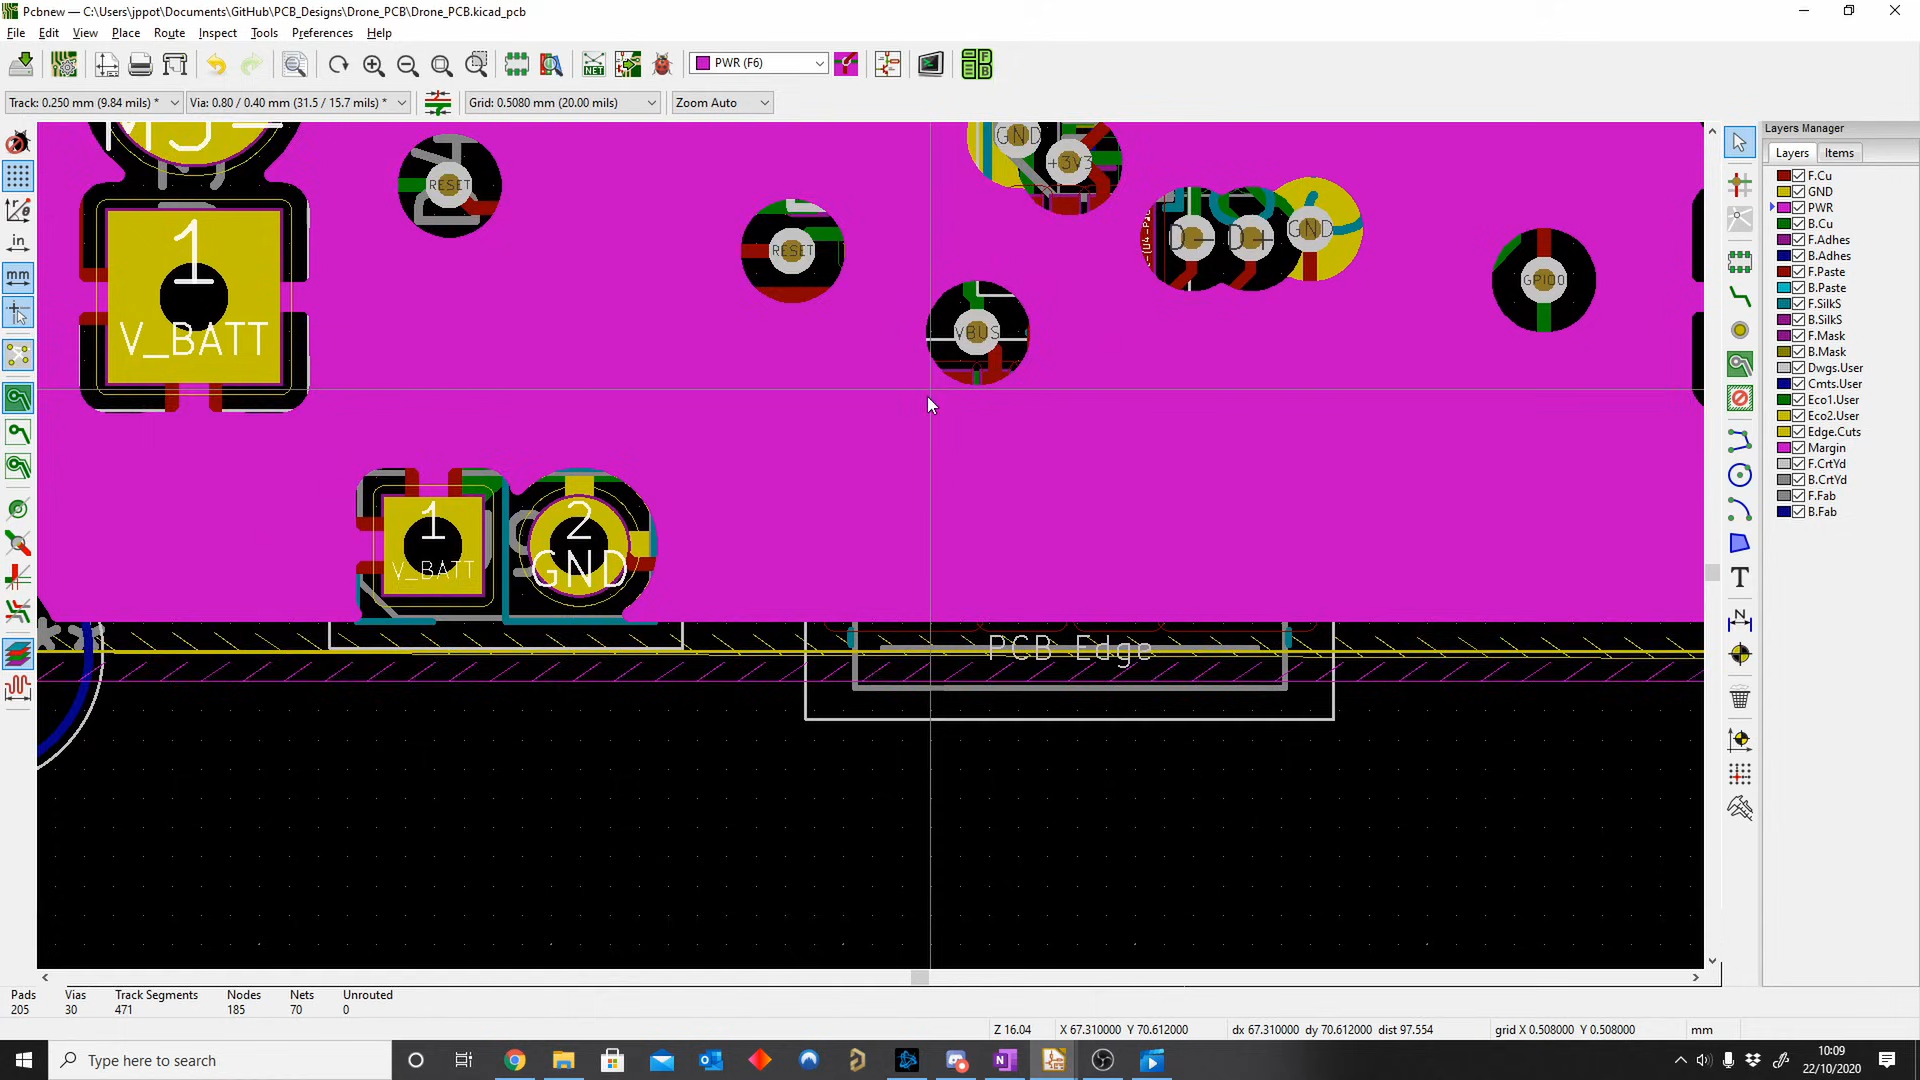 Pcbnew — C:\Users\jppot\Documents\GitHub\PCB_Designs\Drone_PCB\Drone_PCB.kicad_pcb
File Edit View Place Route Inspect Tools Preferences Help
NET
PWR (F6)
Track: 0.250 mm (9.84 mils) *
Via: 0.80 / 0.40 mm (31.5 / 15.7 mils) *
Grid: 0.5080 mm (20.00 mils)
Zoom Auto
in
mm
Layers Manager
Layers
Items
F.Cu
GND
PWR
B.Cu
F.Adhes
B.Adhes
F.Paste
B.Paste
F.SilkS
B.SilkS
F.Mask
B.Mask
Dwgs.User
Cmts.User
Eco1.User
Eco2.User
Edge.Cuts
Margin
F.CrtYd
B.CrtYd
F.Fab
B.Fab
RESET
GND
+3V3
1
V_BATT
RESET
D-
D+
GND
VBUS
GPIO0
1
V_BATT
2
GND
PCB Edge
Pads
205
Vias
30
Track Segments
471
Nodes
185
Nets
70
Unrouted
0
Z 16.04
X 67.310000 Y 70.612000
dx 67.310000 dy 70.612000 dist 97.554
grid X 0.508000 Y 0.508000
mm
Type here to search
10:09
22/10/2020